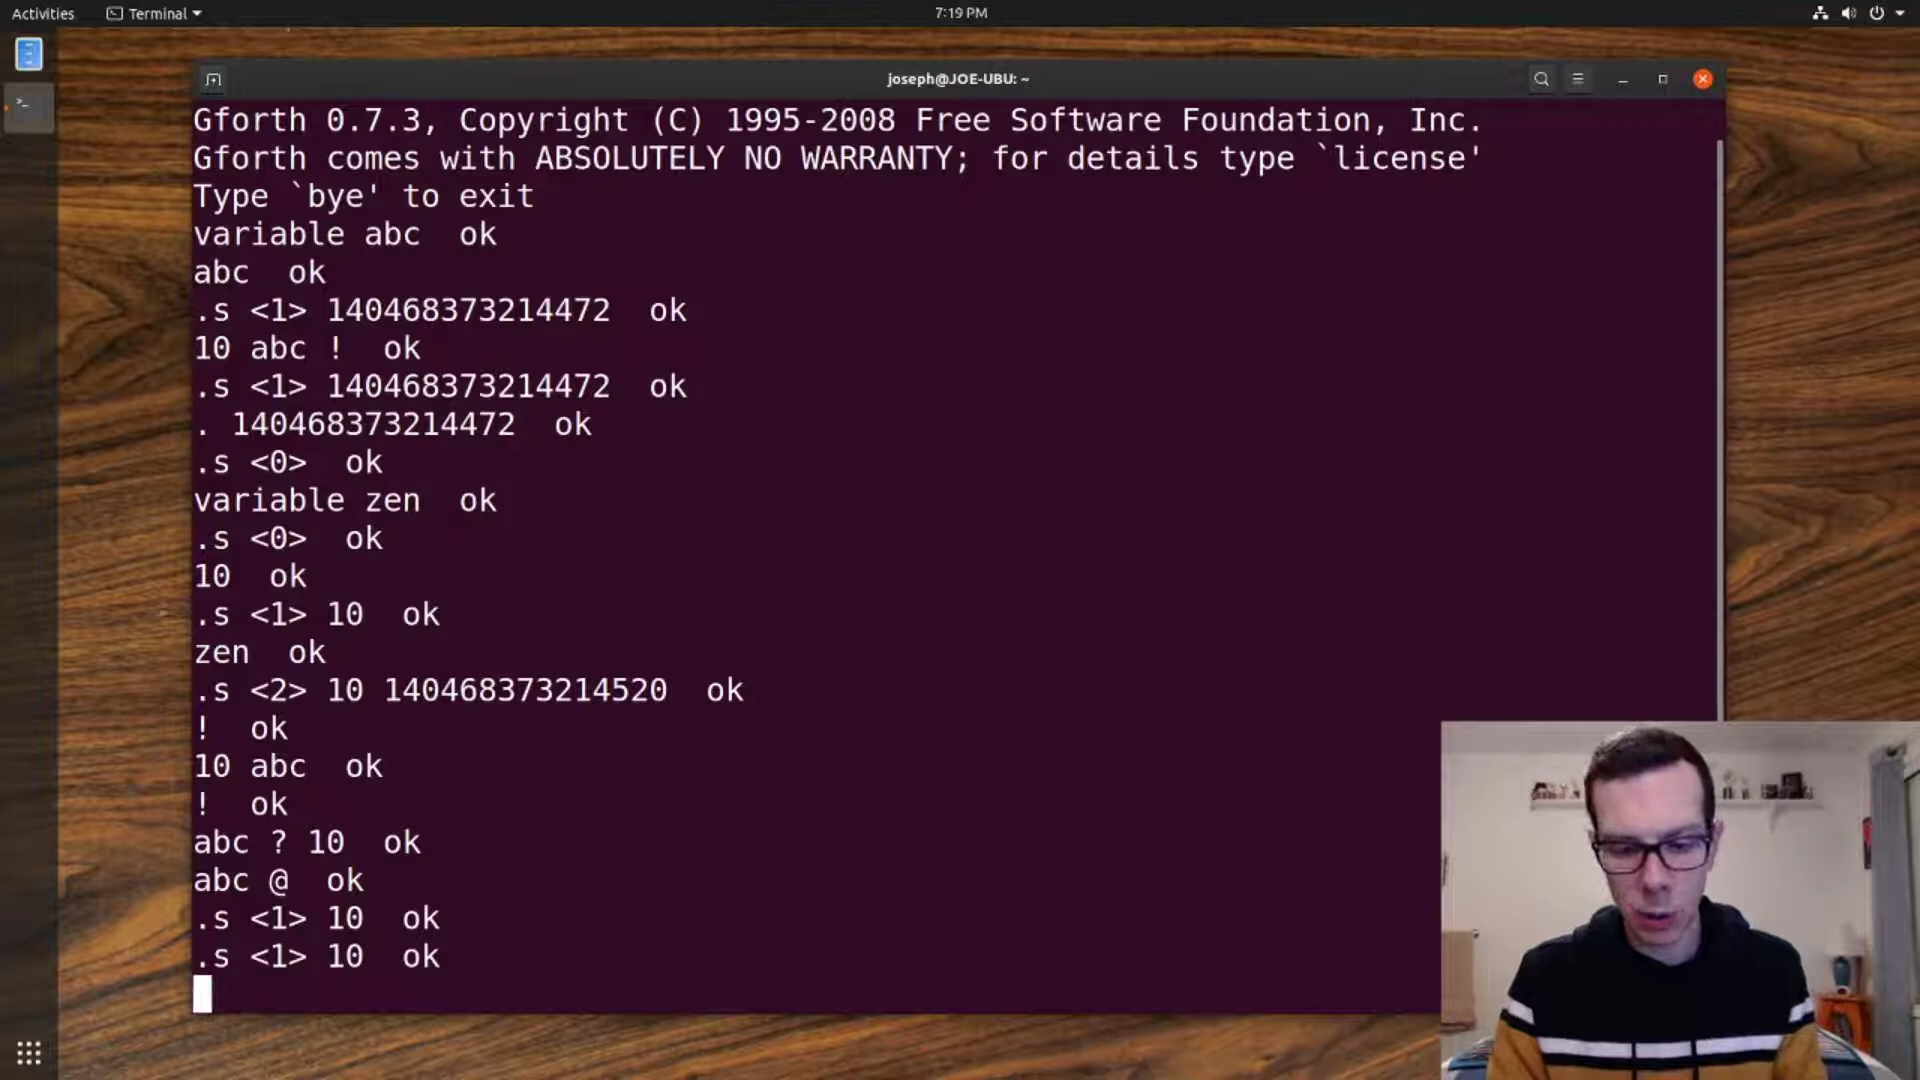 Activities
Terminal
7:19 PM
joseph@JOE-UBU: ~
Gforth 0.7.3, Copyright (C) 1995-2008 Free Software Foundation, Inc.
Gforth comes with ABSOLUTELY NO WARRANTY; for details type `license'
Type `bye' to exit
variable abc  ok
abc  ok
.s <1> 140468373214472  ok
10 abc !  ok
.s <1> 140468373214472  ok
. 140468373214472  ok
.s <0>  ok
variable zen  ok
.s <0>  ok
10  ok
.s <1> 10  ok
zen  ok
.s <2> 10 140468373214520  ok
!  ok
10 abc  ok
!  ok
abc ? 10  ok
abc @  ok
.s <1> 10  ok
.s <1> 10  ok